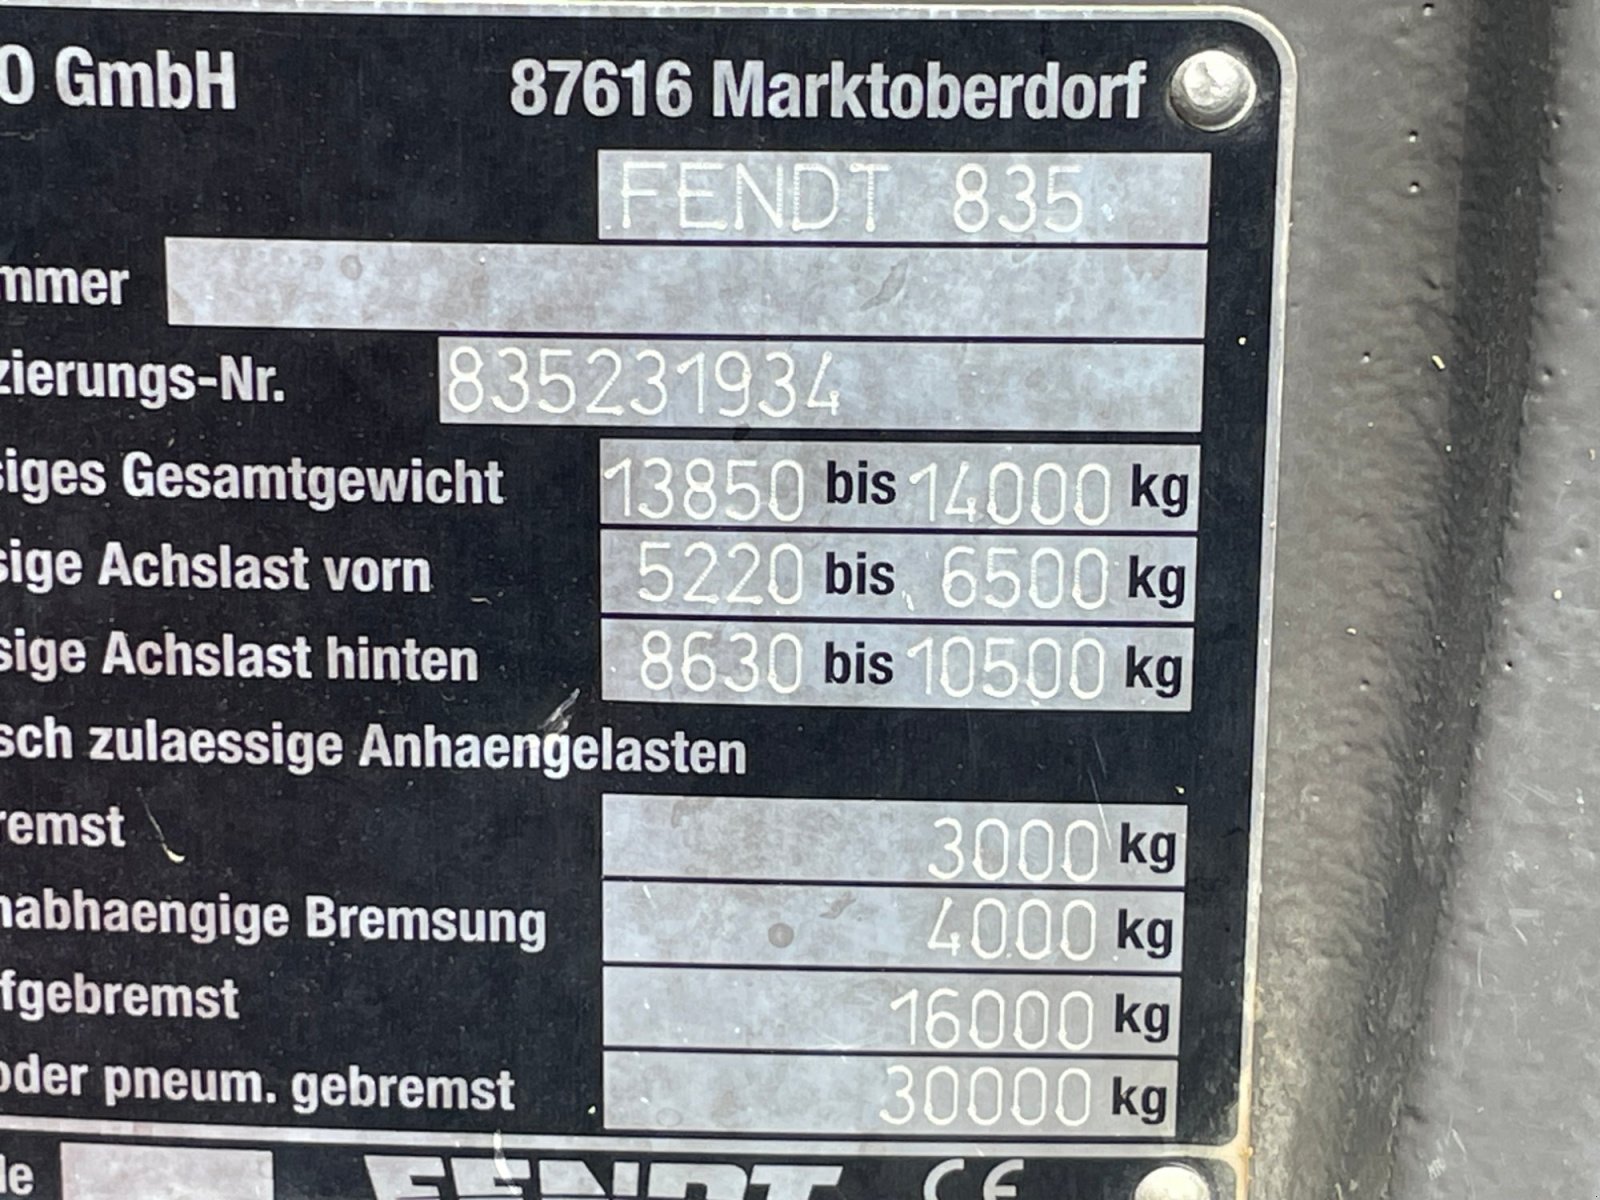 O GmbH 87616 Marktoberdorf
FENDT 835
mmer
zierungs-Nr. 835231934
siges Gesamtgewicht 13850 bis 14000 kg
sige Achslast vorn 5220 bis 6500 kg
sige Achslast hinten 8630 bis 10500 kg
sch zulaessige Anhaengelasten
remst 3000 kg
nabhaengige Bremsung 4000 kg
fgebremst 16000 kg
oder pneum. gebremst 30000 kg
le FENDT CE